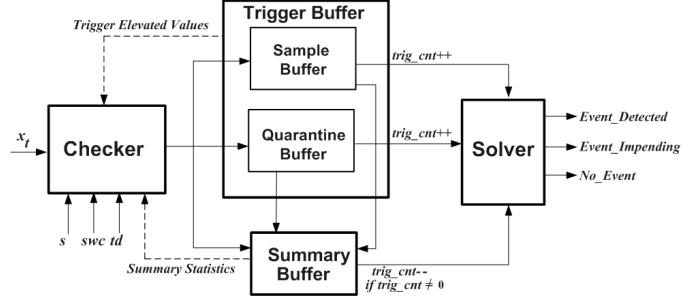 Trigger Buffer
Trigger Elevated Values
Sample
Buffer
trig_cnt++
x_t
Checker
Quarantine
Buffer
trig_cnt++
Solver
Event_Detected
Event_Impending
No_Event
s
swc
td
Summary Statistics
Summary
Buffer
trig_cnt--
if trig_cnt ≠ 0